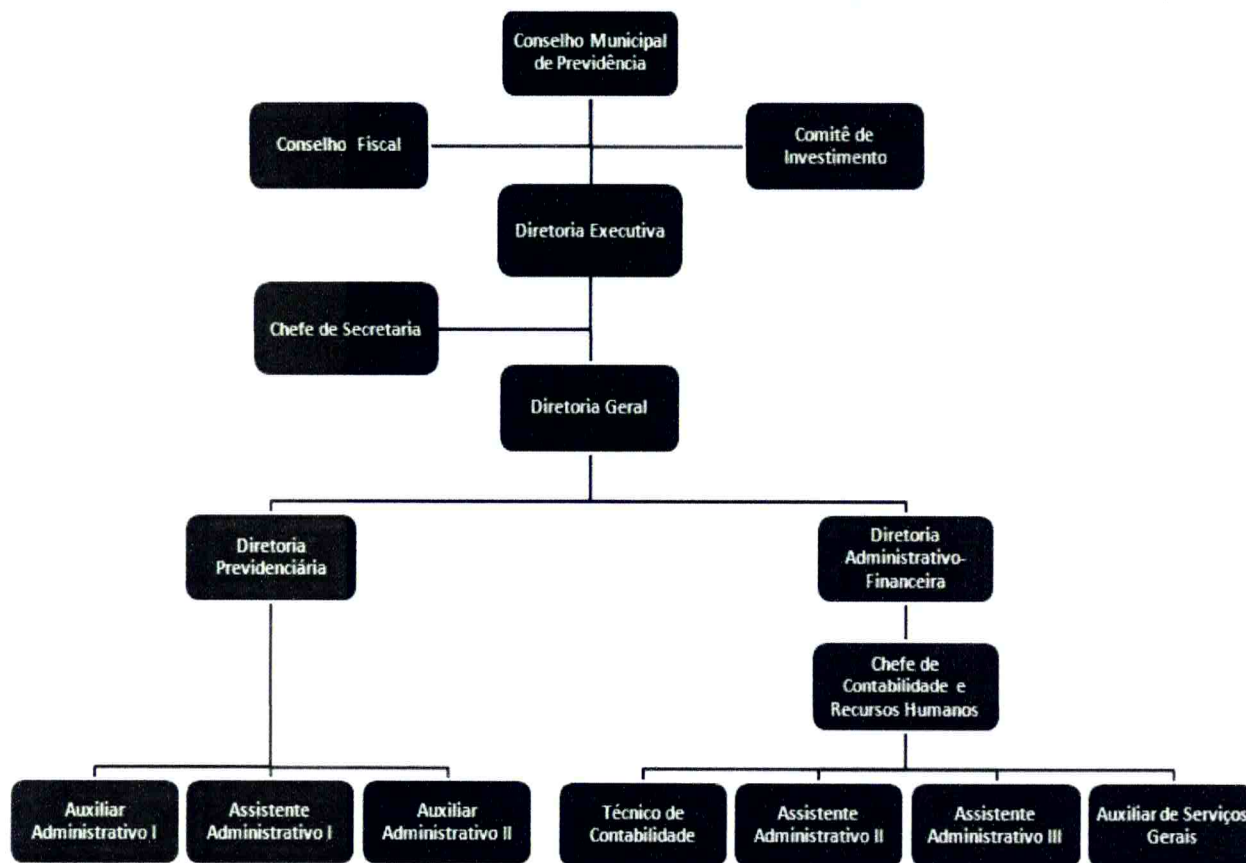 Conselho Municipal
de Previdência
Conselho Fiscal
Comitê de
Investimento
Diretoria Executiva
Chefe de Secretaria
Diretoria Geral
Diretoria
Previdenciária
Diretoria
Administrativo-
Financeira
Chefe de
Contabilidade e
Recursos Humanos
Auxiliar
Administrativo I
Assistente
Administrativo I
Auxiliar
Administrativo II
Técnico de
Contabilidade
Assistente
Administrativo II
Assistente
Administrativo III
Auxiliar de Serviços
Gerais